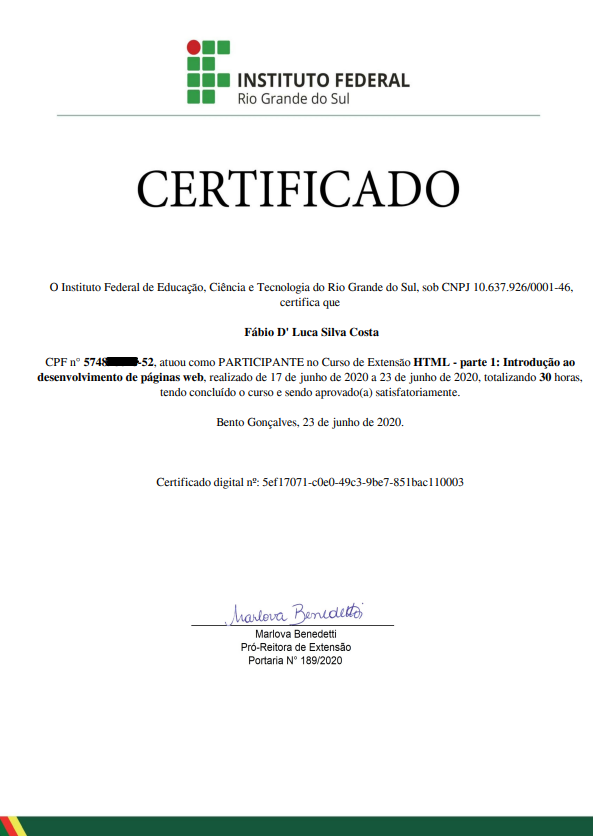 INSTITUTO FEDERAL
Rio Grande do Sul
CERTIFICADO
O Instituto Federal de Educação, Ciência e Tecnologia do Rio Grande do Sul, sob CNPJ 10.637.926/0001-46,
certifica que
Fábio D' Luca Silva Costa
CPF n° 5748 -52, atuou como PARTICIPANTE no Curso de Extensão HTML - parte 1: Introdução ao
desenvolvimento de páginas web, realizado de 17 de junho de 2020 a 23 de junho de 2020, totalizando 30 horas,
tendo concluído o curso e sendo aprovado(a) satisfatoriamente.
Bento Gonçalves, 23 de junho de 2020.
Certificado digital nº: 5ef17071-c0e0-49c3-9be7-851bac110003
Marlova Benedetti
Marlova Benedetti
Pró-Reitora de Extensão
Portaria N° 189/2020